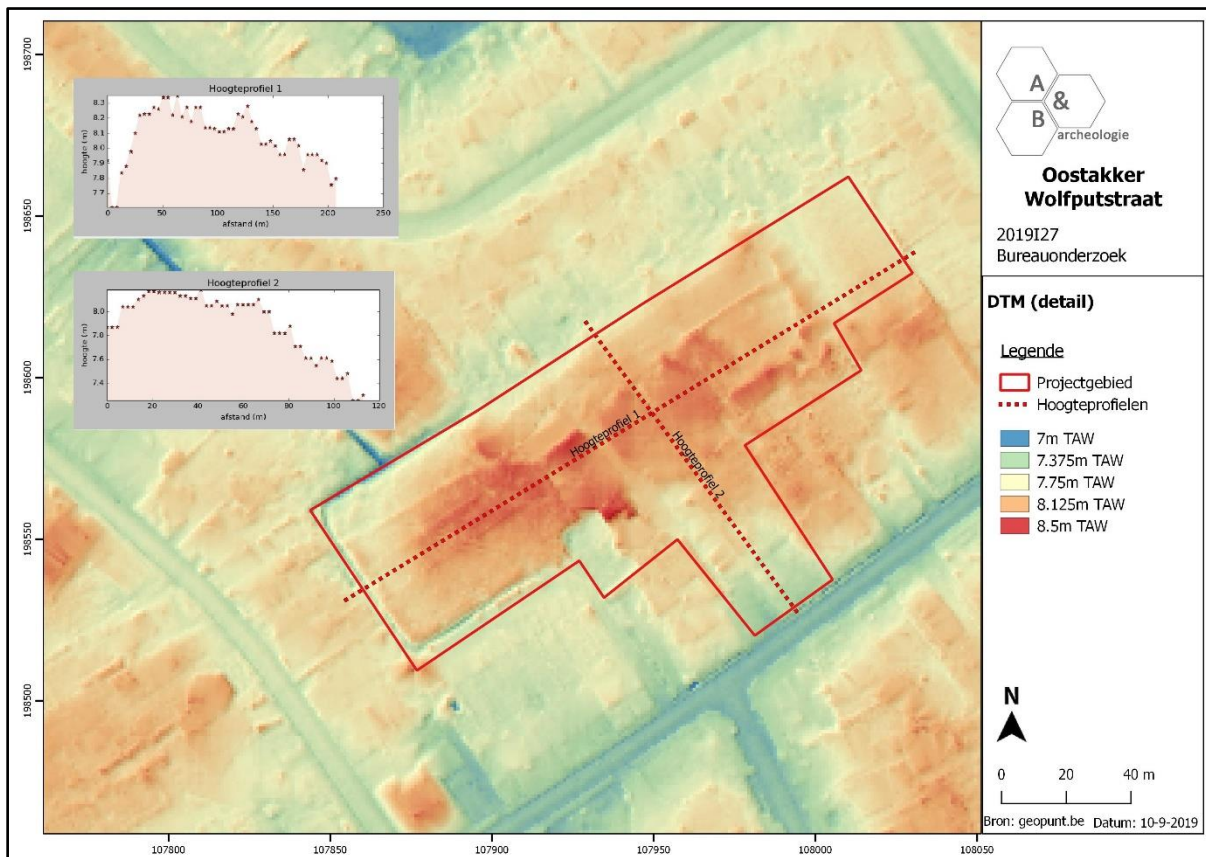 198700
198650
198600
198550
198500
107800
107850
107900
107950
108000
108050
Hoogteprofiel 1
hoogte (m)
8.3
8.2
8.1
8.0
7.9
7.8
7.7
0
50
100
150
200
250
afstand (m)
Hoogteprofiel 2
hoogte (m)
8.0
7.8
7.6
7.4
0
20
40
60
80
100
120
afstand (m)
Hoogteprofiel 1
Hoogteprofiel 2
A
&
B
archeologie
Oostakker
Wolfputstraat
2019I27
Bureauonderzoek
DTM (detail)
Legende
Projectgebied
Hoogteprofielen
7m TAW
7.375m TAW
7.75m TAW
8.125m TAW
8.5m TAW
N
0 20 40 m
Bron: geopunt.be Datum: 10-9-2019